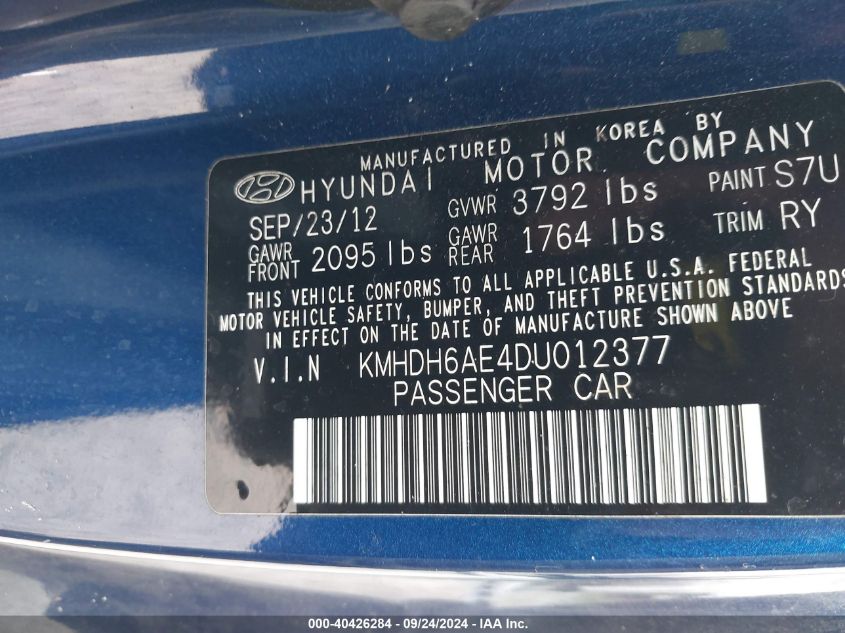 MANUFACTURED IN KOREA BY
HYUNDAI MOTOR COMPANY
SEP/23/12 GVWR 3792 lbs PAINT S7U
GAWR FRONT 2095 lbs GAWR REAR 1764 lbs TRIM RY
THIS VEHICLE CONFORMS TO ALL APPLICABLE U.S.A. FEDERAL
MOTOR VEHICLE SAFETY, BUMPER, AND THEFT PREVENTION STANDARDS
IN EFFECT ON THE DATE OF MANUFACTURE SHOWN ABOVE
V.I.N KMHDH6AE4DU012377
PASSENGER CAR
000-40426284 - 09/24/2024 - IAA Inc.